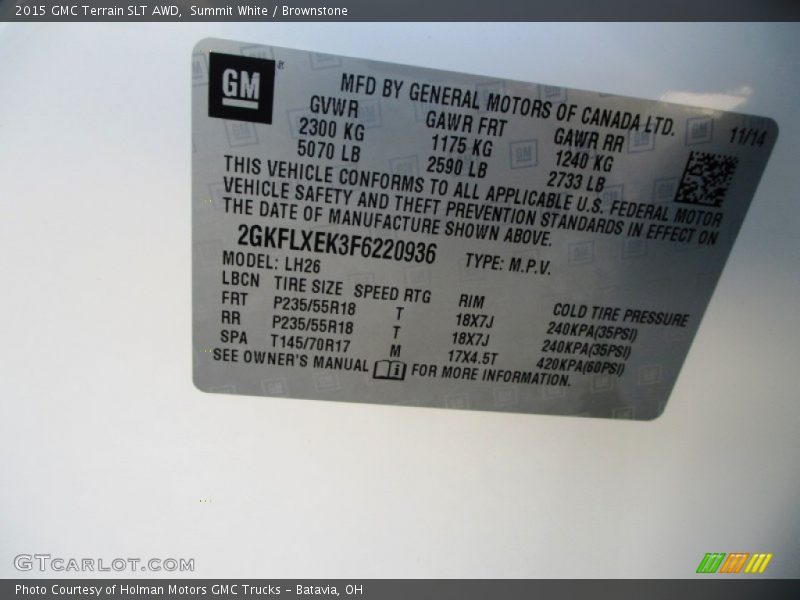 2015 GMC Terrain SLT AWD, Summit White / Brownstone
GM
MFD BY GENERAL MOTORS OF CANADA LTD.
GVWR GAWR FRT GAWR RR 11/14
2300 KG 1175 KG 1240 KG
5070 LB 2590 LB 2733 LB
THIS VEHICLE CONFORMS TO ALL APPLICABLE U.S. FEDERAL MOTOR
VEHICLE SAFETY AND THEFT PREVENTION STANDARDS IN EFFECT ON
THE DATE OF MANUFACTURE SHOWN ABOVE.
2GKFLXEK3F6220936 TYPE: M.P.V.
MODEL: LH26
LBCN TIRE SIZE SPEED RTG RIM COLD TIRE PRESSURE
FRT P235/55R18 T 18X7J 240KPA(35PSI)
RR P235/55R18 T 18X7J 240KPA(35PSI)
SPA T145/70R17 M 17X4.5T 420KPA(60PSI)
SEE OWNER'S MANUAL i FOR MORE INFORMATION.
GTCARLOT.COM
Photo Courtesy of Holman Motors GMC Trucks - Batavia, OH